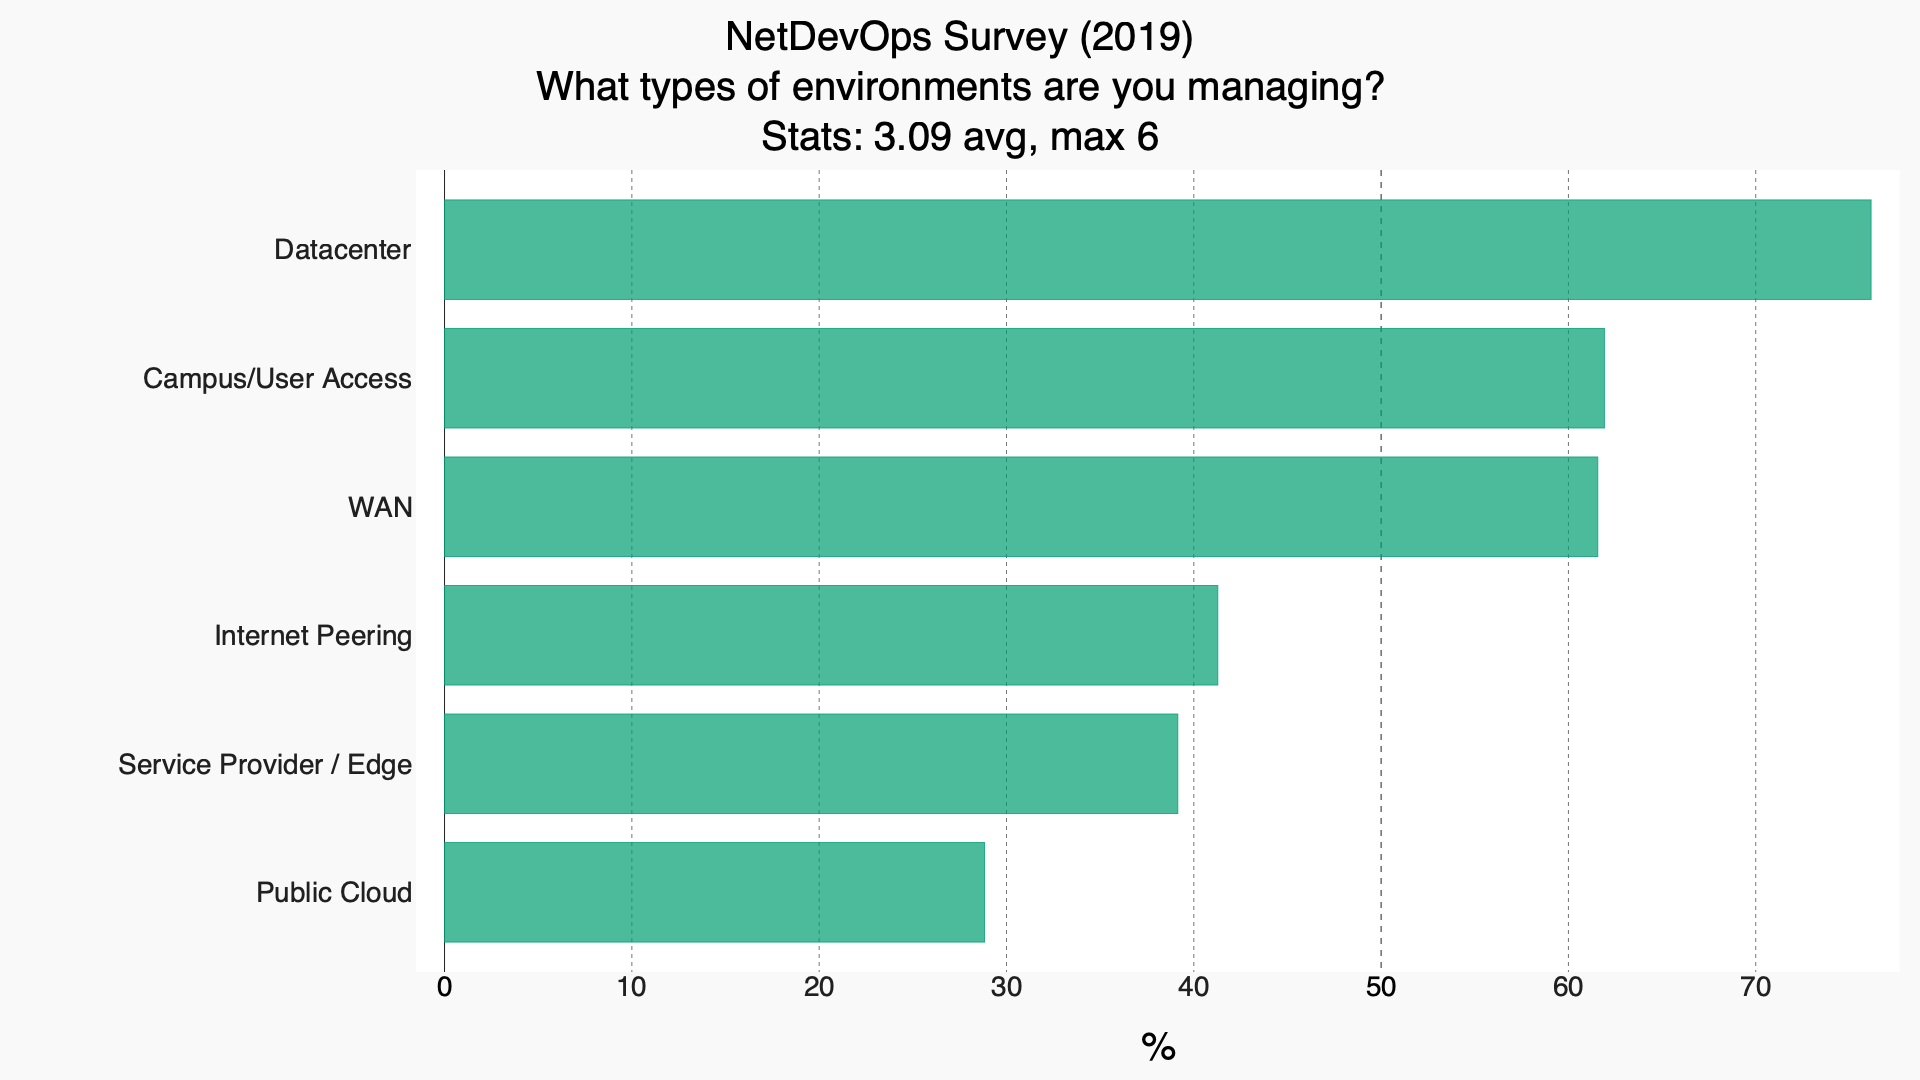 NetDevOps Survey (2019)
What types of environments are you managing?
Stats: 3.09 avg, max 6
Datacenter
Campus/User Access
WAN
Internet Peering
Service Provider / Edge
Public Cloud
0 10 20 30 40 50 60 70
%